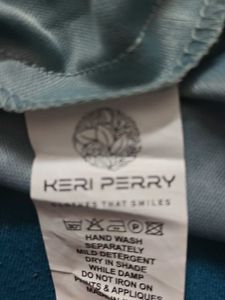 KERI PERRY
CLOTHES THAT SMILES
HAND WASH
SEPARATELY
MILD DETERGENT
DRY IN SHADE
WHILE DAMP
DO NOT IRON ON
PRINTS & APPLIQUES